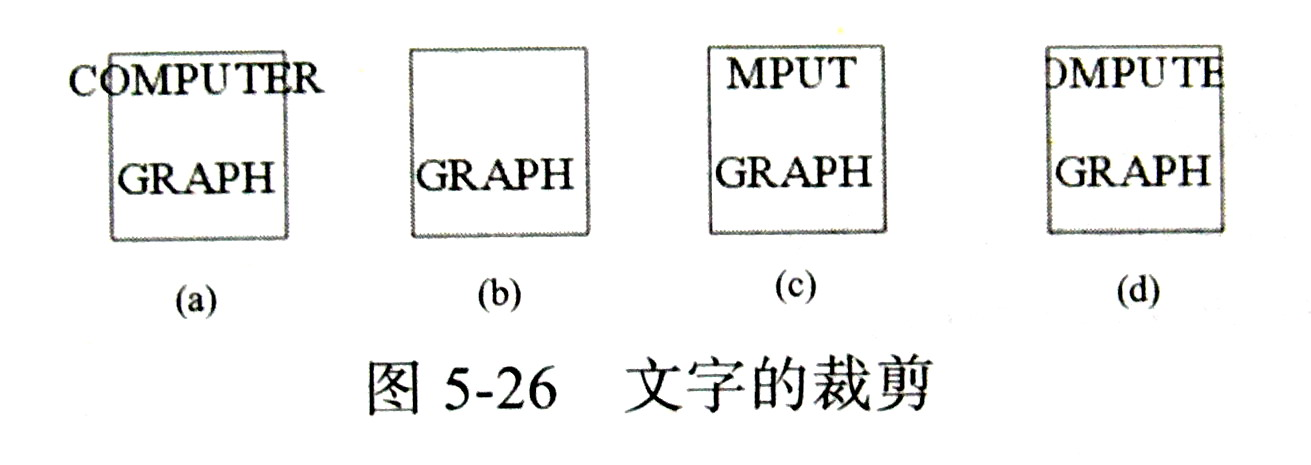 COMPUTER MPUT OMPUTE
GRAPH GRAPH GRAPH GRAPH
(a) (b) (c) (d)
图 5-26 文字的裁剪